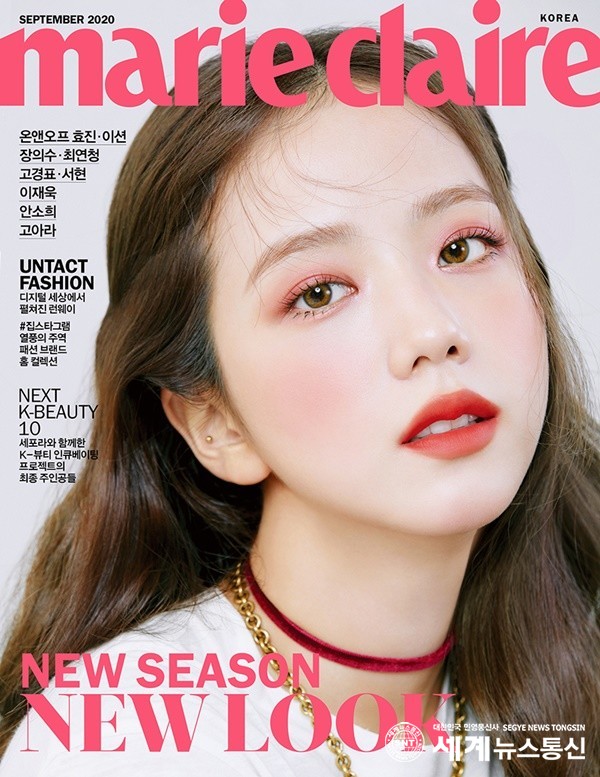 SEPTEMBER 2020
KOREA
marie claire
온앤오프 효진·이션
장의수·최연청
고경표·서현
이재욱
안소희
고아라
UNTACT
FASHION
디지털 세상에서
펼쳐진 런웨이
#집스타그램
열풍의 주역
패션 브랜드
홈 컬렉션
NEXT
K-BEAUTY
10
세포라와 함께한
K-뷰티 인큐베이팅
프로젝트의
최종 주인공들
NEW SEASON
NEW LOOK
대한민국 민영통신사 SEGYE NEWS TONGSIN
세계뉴스통신